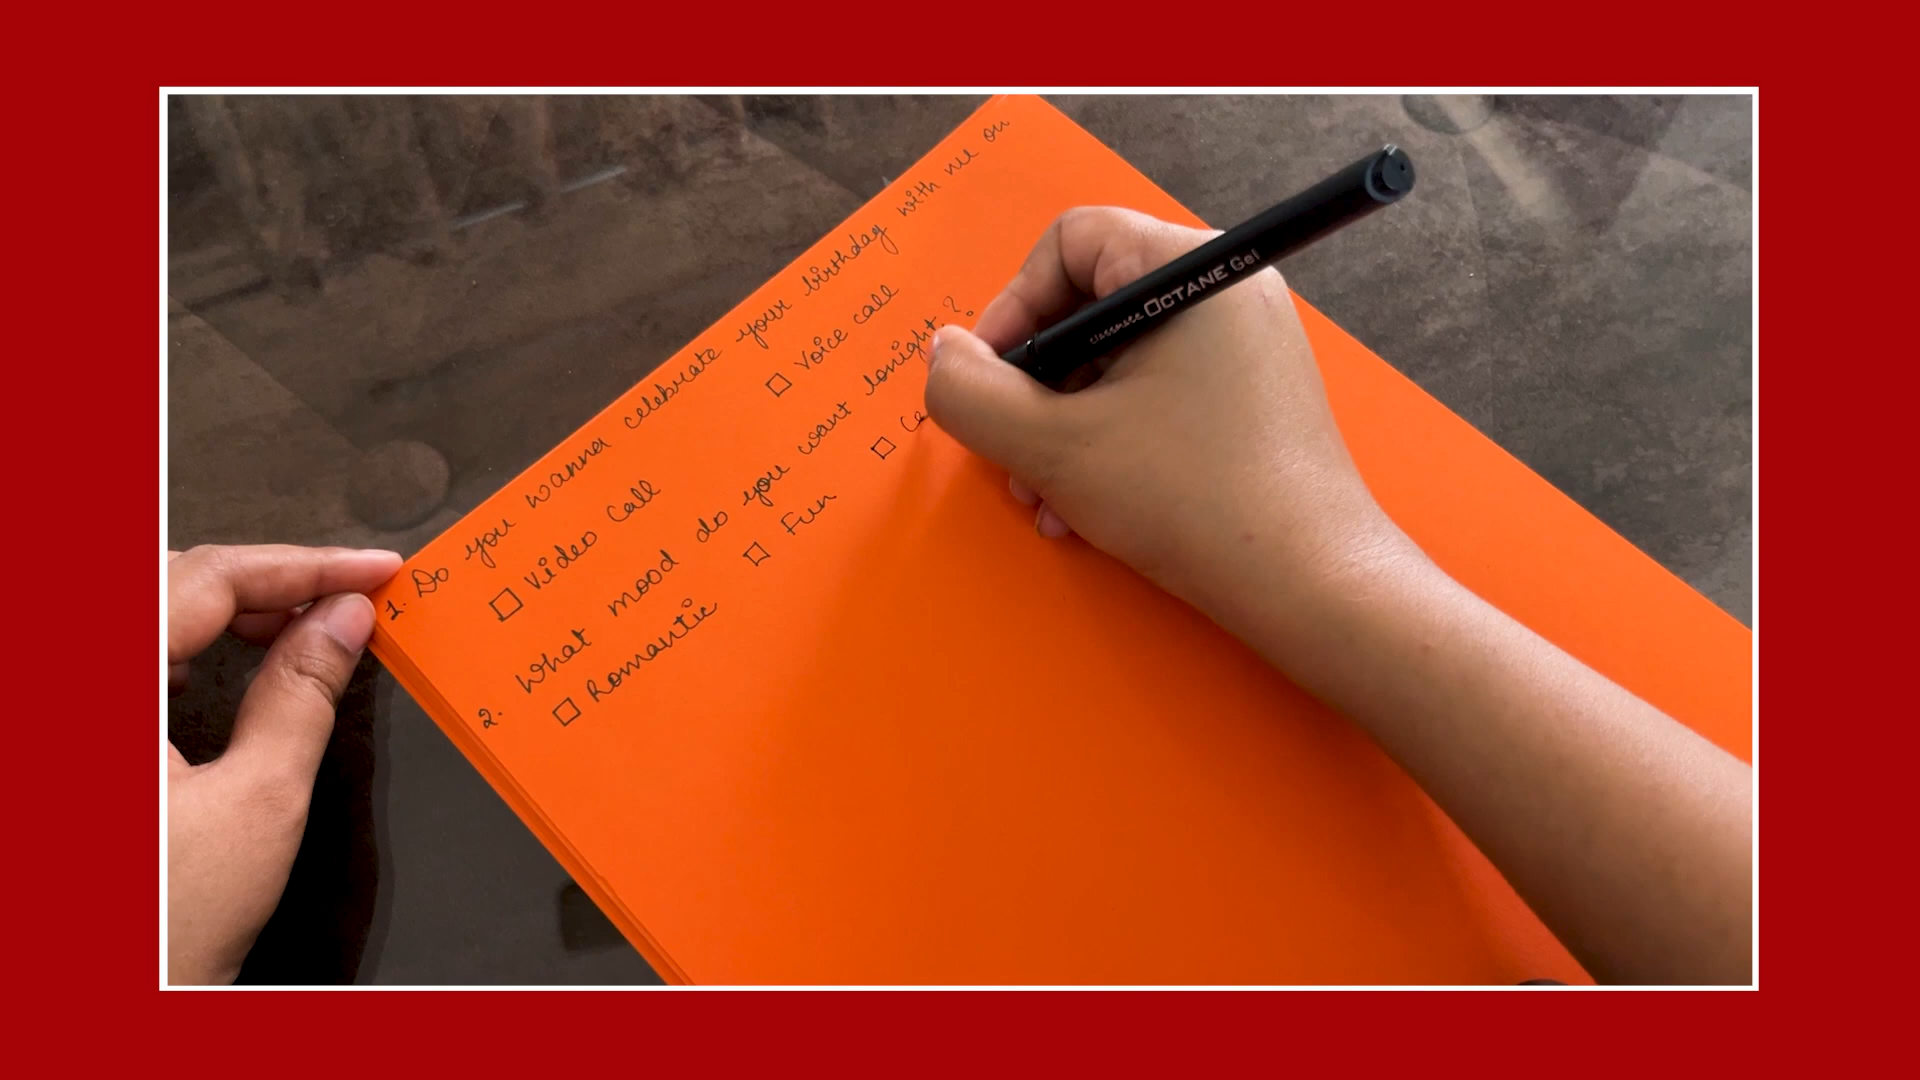 1. Do you wanna celebrate your birthday with me on
☐ Video Call ☐ Voice call
2. What mood do you want tonight?
☐ Romantic ☐ Fun ☐
classmate OCTANE Gel